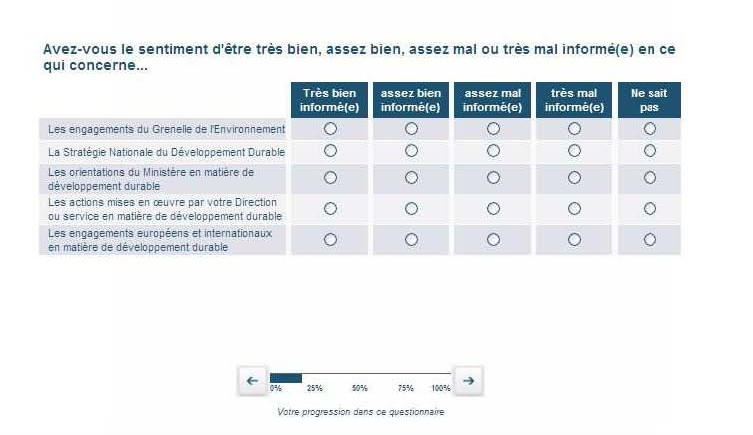 Avez-vous le sentiment d'être très bien, assez bien, assez mal ou très mal informé(e) en ce
qui concerne...
Très bien informé(e) assez bien informé(e) assez mal informé(e) très mal informé(e) Ne sait pas
Les engagements du Grenelle de l'Environnement
La Stratégie Nationale du Développement Durable
Les orientations du Ministère en matière de
développement durable
Les actions mises en œuvre par votre Direction
ou service en matière de développement durable
Les engagements européens et internationaux
en matière de développement durable
0% 25% 50% 75% 100%
Votre progression dans ce questionnaire